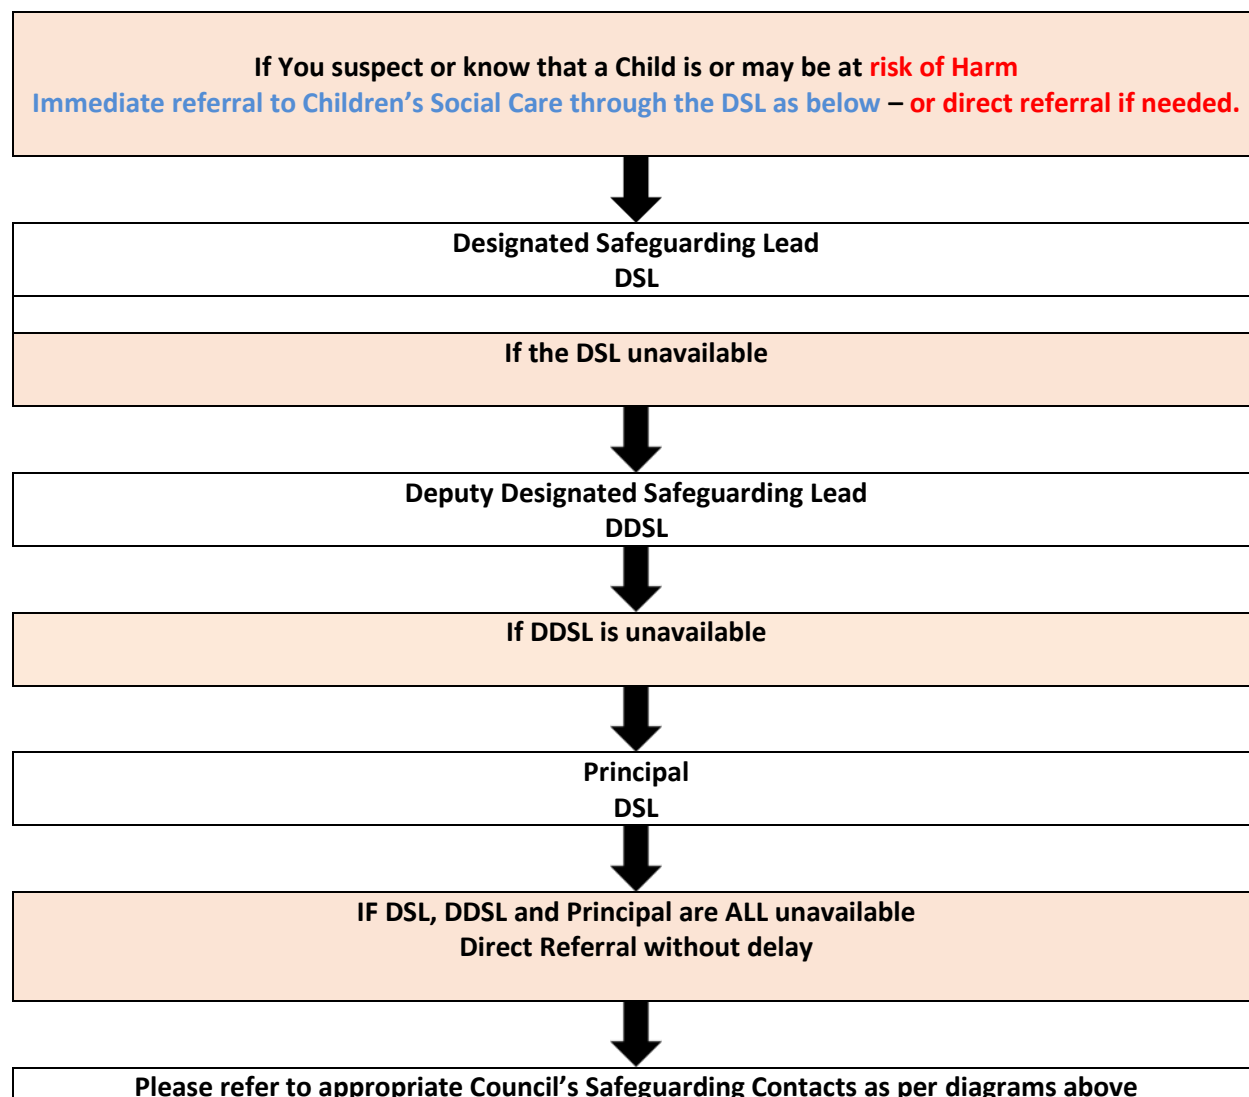 If You suspect or know that a Child is or may be at risk of Harm
Immediate referral to Children’s Social Care through the DSL as below – or direct referral if needed.
Designated Safeguarding Lead
DSL
If the DSL unavailable
Deputy Designated Safeguarding Lead
DDSL
If DDSL is unavailable
Principal
DSL
IF DSL, DDSL and Principal are ALL unavailable
Direct Referral without delay
Please refer to appropriate Council’s Safeguarding Contacts as per diagrams above